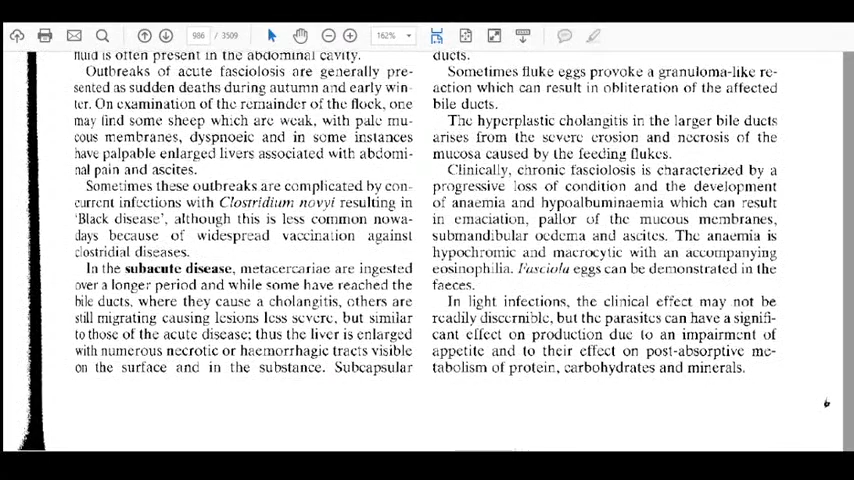 986 / 3509
162%
fluid is often present in the abdominal cavity.
Outbreaks of acute fasciolosis are generally pre-
sented as sudden deaths during autumn and early win-
ter. On examination of the remainder of the flock, one
may find some sheep which are weak, with pale mu-
cous membranes, dyspnoeic and in some instances
have palpable enlarged livers associated with abdomi-
nal pain and ascites.
Sometimes these outbreaks are complicated by con-
current infections with Clostridium novyi resulting in
‘Black disease’, although this is less common nowa-
days because of widespread vaccination against
clostridial diseases.
In the subacute disease, metacercariae are ingested
over a longer period and while some have reached the
bile ducts, where they cause a cholangitis, others are
still migrating causing lesions less severe, but similar
to those of the acute disease; thus the liver is enlarged
with numerous necrotic or haemorrhagic tracts visible
on the surface and in the substance. Subcapsular
ducts.
Sometimes fluke eggs provoke a granuloma-like re-
action which can result in obliteration of the affected
bile ducts.
The hyperplastic cholangitis in the larger bile ducts
arises from the severe erosion and necrosis of the
mucosa caused by the feeding flukes.
Clinically, chronic fasciolosis is characterized by a
progressive loss of condition and the development
of anaemia and hypoalbuminaemia which can result
in emaciation, pallor of the mucous membranes,
submandibular oedema and ascites. The anaemia is
hypochromic and macrocytic with an accompanying
eosinophilia. Fasciola eggs can be demonstrated in the
faeces.
In light infections, the clinical effect may not be
readily discernible, but the parasites can have a signifi-
cant effect on production due to an impairment of
appetite and to their effect on post-absorptive me-
tabolism of protein, carbohydrates and minerals.